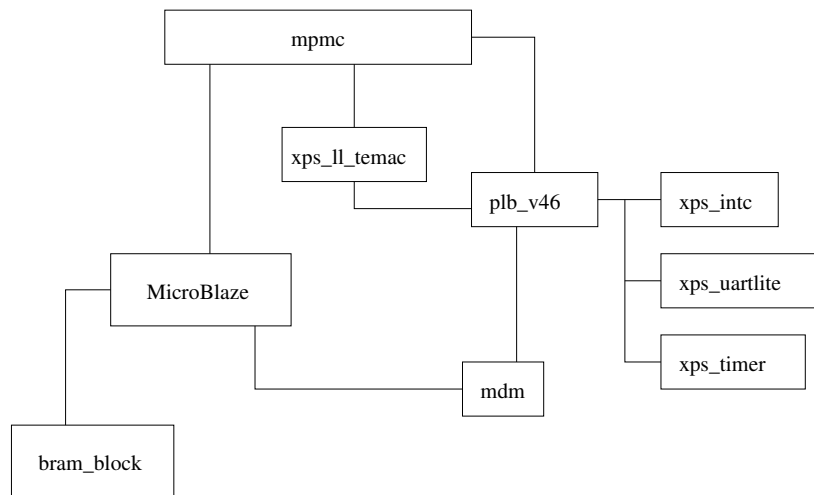 mpmc
xps_ll_temac
plb_v46
xps_intc
MicroBlaze
xps_uartlite
xps_timer
mdm
bram_block